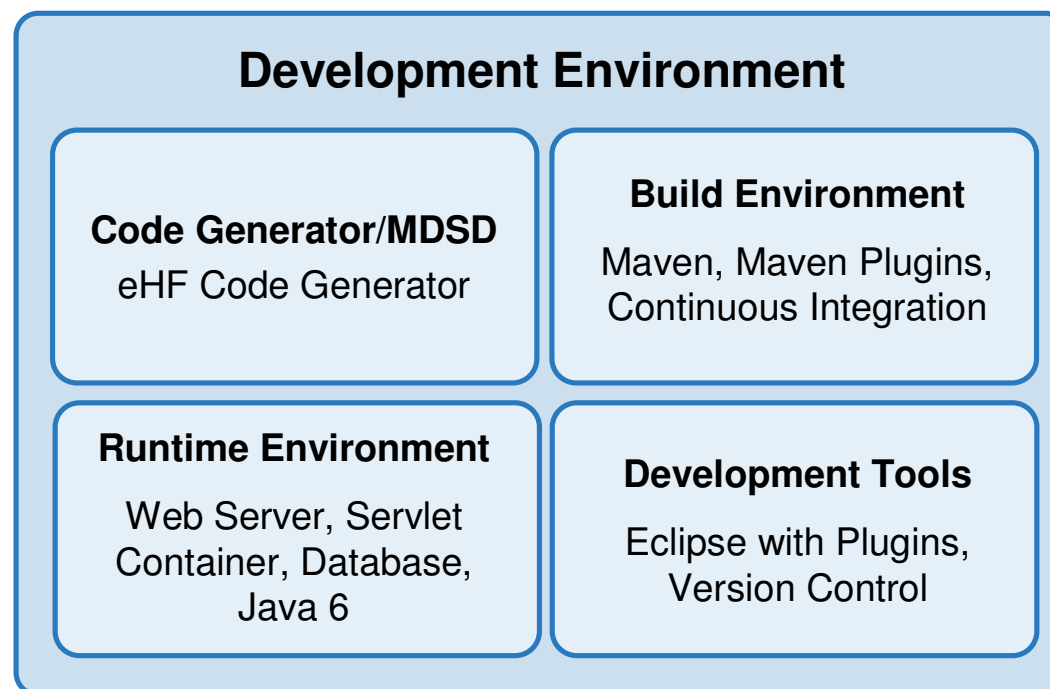 Development Environment
Code Generator/MDSD
eHF Code Generator
Build Environment
Maven, Maven Plugins,
Continuous Integration
Runtime Environment
Web Server, Servlet
Container, Database,
Java 6
Development Tools
Eclipse with Plugins,
Version Control